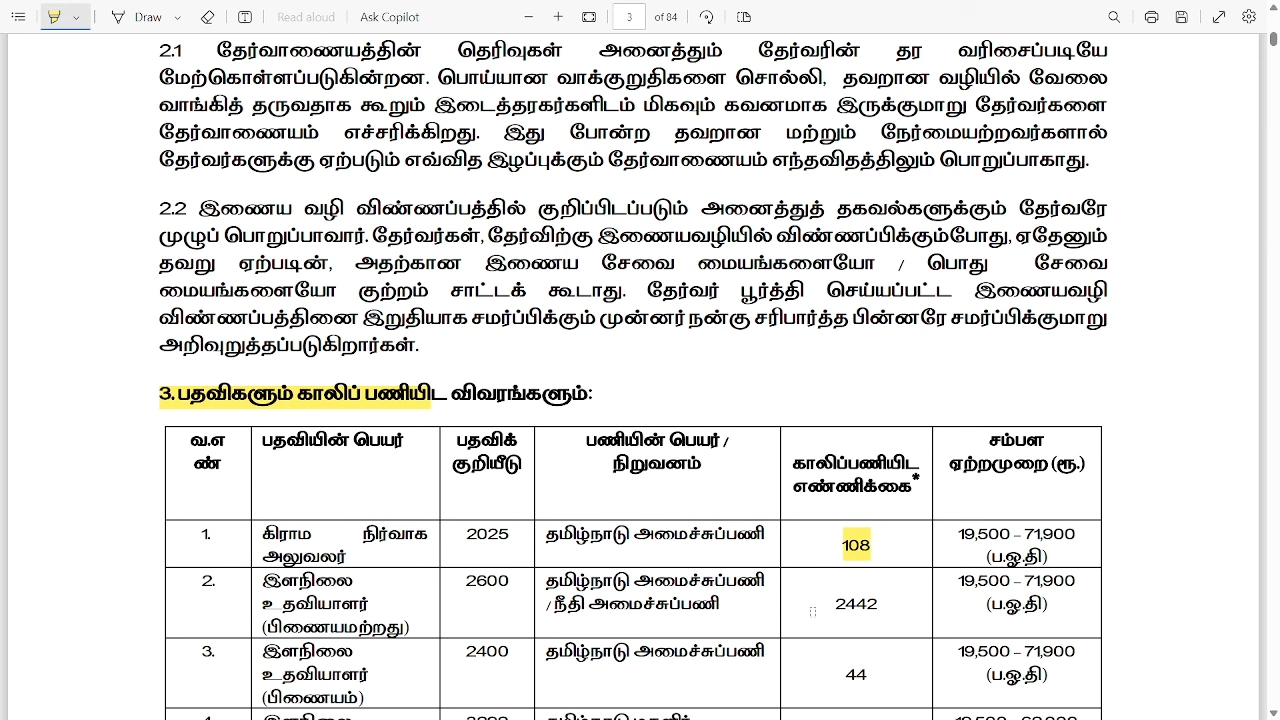 Draw
Read aloud
Ask Copilot
3
of 84
2.1 தேர்வாணையத்தின் தெரிவுகள் அனைத்தும் தேர்வரின் தர வரிசைப்படியே
மேற்கொள்ளப்படுகின்றன. பொய்யான வாக்குறுதிகளை சொல்லி, தவறான வழியில் வேலை
வாங்கித் தருவதாக கூறும் இடைத்தரகர்களிடம் மிகவும் கவனமாக இருக்குமாறு தேர்வர்களை
தேர்வாணையம் எச்சரிக்கிறது. இது போன்ற தவறான மற்றும் நேர்மையற்றவர்களால்
தேர்வர்களுக்கு ஏற்படும் எவ்வித இழப்புக்கும் தேர்வாணையம் எந்தவிதத்திலும் பொறுப்பாகாது.
2.2 இணைய வழி விண்ணப்பத்தில் குறிப்பிடப்படும் அனைத்துத் தகவல்களுக்கும் தேர்வரே
முழுப் பொறுப்பாவார். தேர்வர்கள், தேர்விற்கு இணையவழியில் விண்ணப்பிக்கும்போது, ஏதேனும்
தவறு ஏற்படின், அதற்கான இணைய சேவை மையங்களையோ / பொது சேவை
மையங்களையோ குற்றம் சாட்டக் கூடாது. தேர்வர் பூர்த்தி செய்யப்பட்ட இணையவழி
விண்ணப்பத்தினை இறுதியாக சமர்ப்பிக்கும் முன்னர் நன்கு சரிபார்த்த பின்னரே சமர்ப்பிக்குமாறு
அறிவுறுத்தப்படுகிறார்கள்.
3. பதவிகளும் காலிப் பணியிட விவரங்களும்:
வ.எ
ண்
பதவியின் பெயர்
பதவிக்
குறியீடு
பணியின் பெயர் /
நிறுவனம்
காலிப்பணியிட
எண்ணிக்கை*
சம்பள
ஏற்றமுறை (ரூ.)
1.
கிராம நிர்வாக
அலுவலர்
2025
தமிழ்நாடு அமைச்சுப்பணி
108
19,500 – 71,900
(ப.ஓ.தி)
2.
இளநிலை
உதவியாளர்
(பிணையமற்றது)
2600
தமிழ்நாடு அமைச்சுப்பணி
/ நீதி அமைச்சுப்பணி
2442
19,500 – 71,900
(ப.ஓ.தி)
3.
இளநிலை
உதவியாளர்
(பிணையம்)
2400
தமிழ்நாடு அமைச்சுப்பணி
44
19,500 – 71,900
(ப.ஓ.தி)